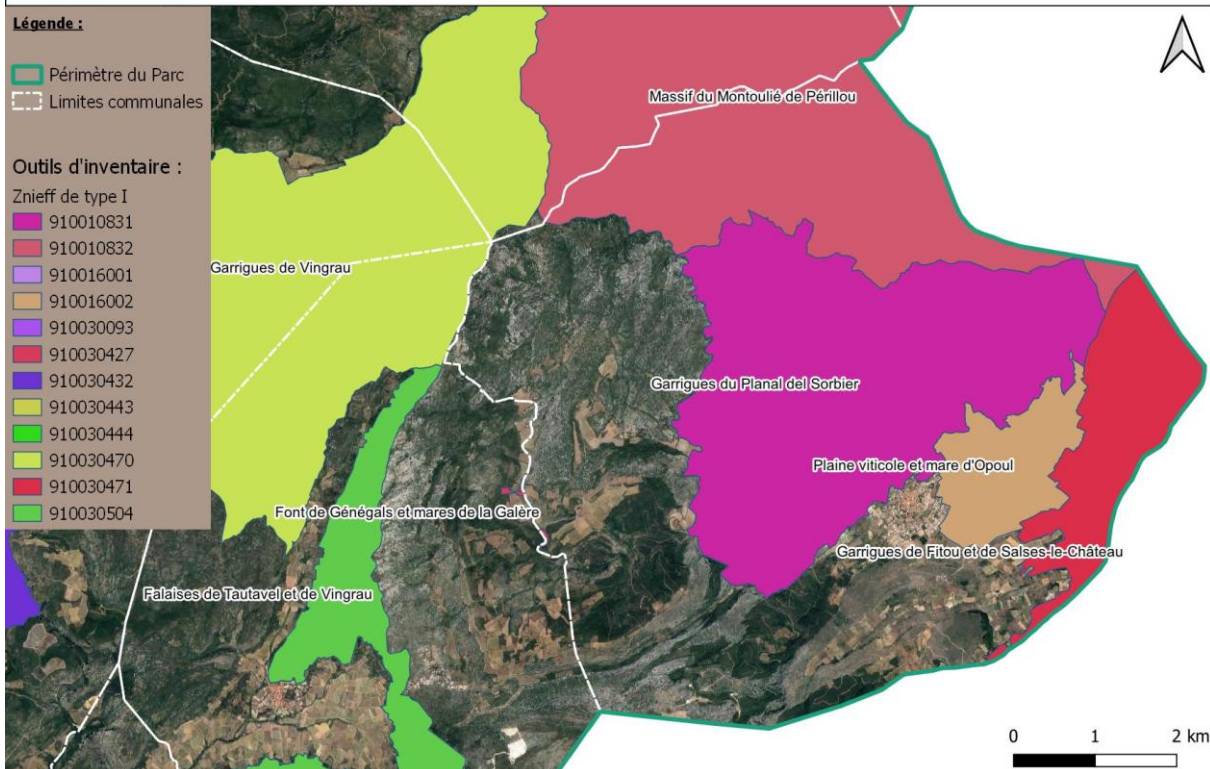 Légende :
Périmètre du Parc
Limites communales
Outils d'inventaire :
Znieff de type I
910010831
910010832
910016001
910016002
910030093
910030427
910030432
910030443
910030444
910030470
910030471
910030504
Massif du Montoulié de Périllou
Garrigues de Vingrau
Garrigues du Planal del Sorbier
Plaine viticole et mare d'Opoul
Font de Génégals et mares de la Galère
Garrigues de Fitou et de Salses-le-Château
Falaises de Tautavel et de Vingrau
0 1 2 km